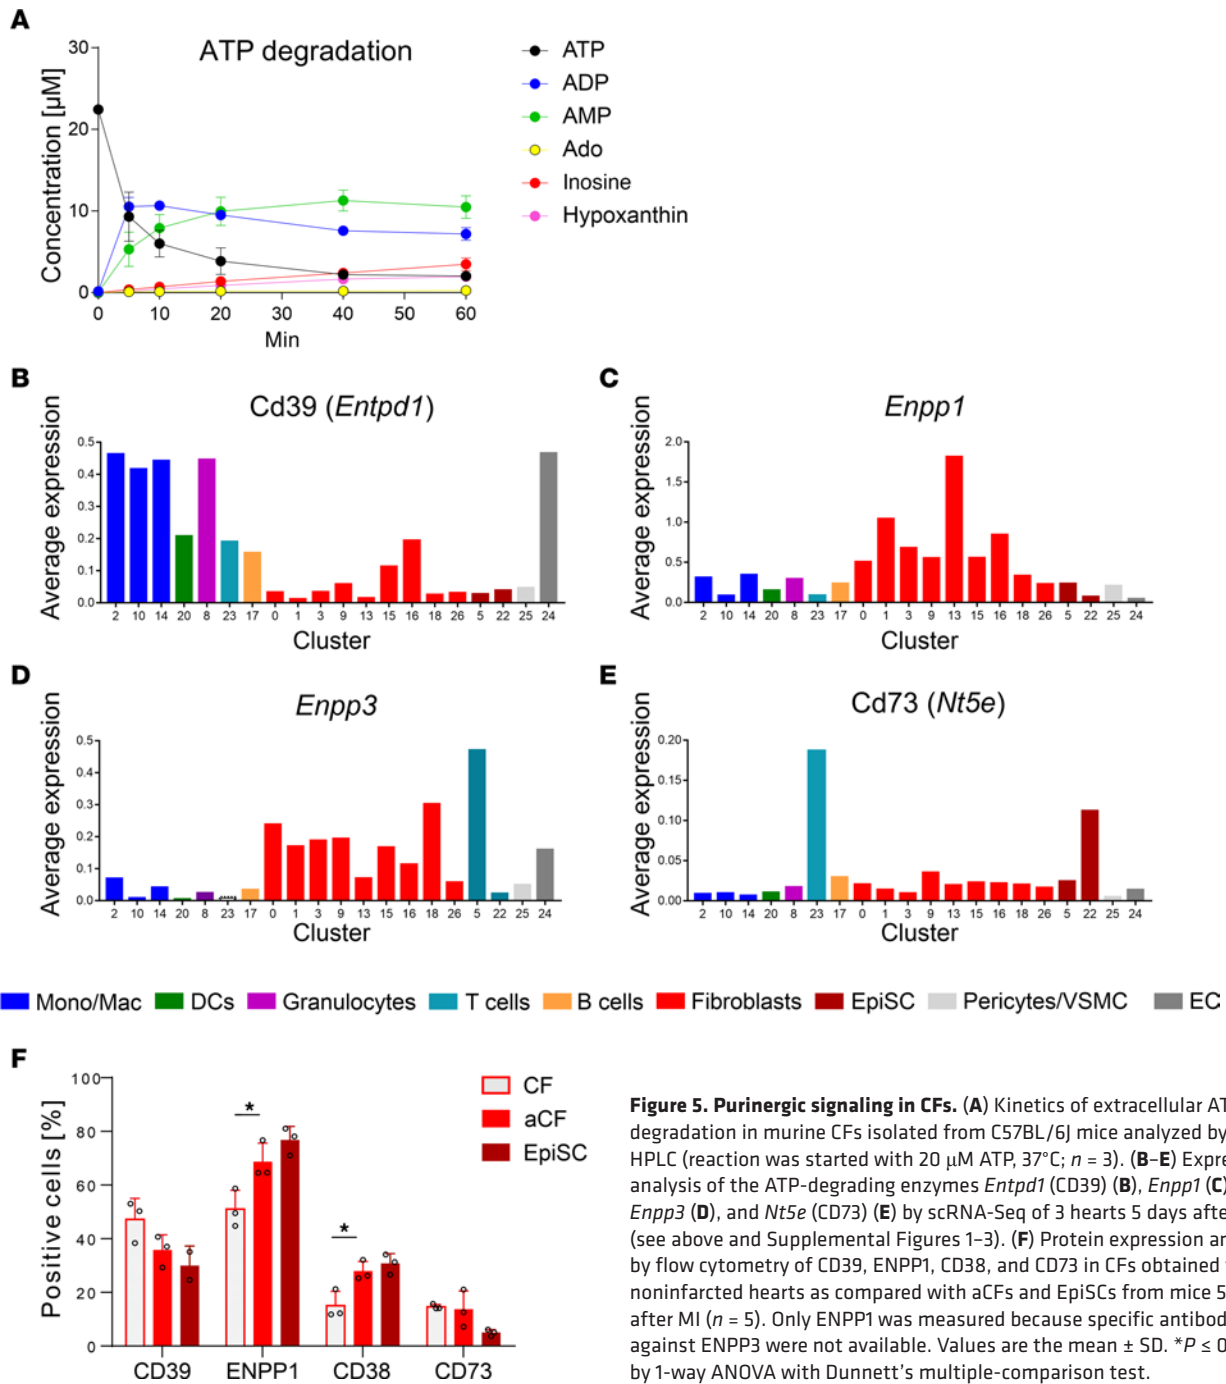 A
ATP degradation
Concentration [µM]
30
20
10
0
0 10 20 30 40 50 60
Min
ATP
ADP
AMP
Ado
Inosine
Hypoxanthin
B
Cd39 (Entpd1)
Average expression
0.5
0.4
0.3
0.2
0.1
0.0
2 10 14 20 8 23 17 0 1 3 9 13 15 16 18 26 5 22 25 24
Cluster
C
Enpp1
Average expression
2.0
1.5
1.0
0.5
0.0
2 10 14 20 8 23 17 0 1 3 9 13 15 16 18 26 5 22 25 24
Cluster
D
Enpp3
Average expression
0.5
0.4
0.3
0.2
0.1
0.0
2 10 14 20 8 23 17 0 1 3 9 13 15 16 18 26 5 22 25 24
Cluster
E
Cd73 (Nt5e)
Average expression
0.20
0.15
0.10
0.05
0.00
2 10 14 20 8 23 17 0 1 3 9 13 15 16 18 26 5 22 25 24
Cluster
Mono/Mac DCs Granulocytes T cells B cells Fibroblasts EpiSC Pericytes/VSMC EC
F
Positive cells [%]
100
80
60
40
20
0
* *
CD39 ENPP1 CD38 CD73
CF
aCF
EpiSC
Figure 5. Purinergic signaling in CFs. (A) Kinetics of extracellular AT
degradation in murine CFs isolated from C57BL/6J mice analyzed by
HPLC (reaction was started with 20 µM ATP, 37°C; n = 3). (B–E) Expre
analysis of the ATP-degrading enzymes Entpd1 (CD39) (B), Enpp1 (C)
Enpp3 (D), and Nt5e (CD73) (E) by scRNA-Seq of 3 hearts 5 days after
(see above and Supplemental Figures 1–3). (F) Protein expression an
by flow cytometry of CD39, ENPP1, CD38, and CD73 in CFs obtained
noninfarcted hearts as compared with aCFs and EpiSCs from mice 5
after MI (n = 5). Only ENPP1 was measured because specific antibod
against ENPP3 were not available. Values are the mean ± SD. *P ≤ 0
by 1-way ANOVA with Dunnett's multiple-comparison test.